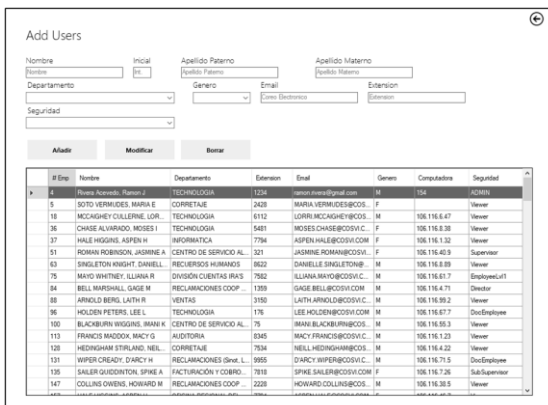 Add Users
Nombre Inicial Apellido Paterno Apellido Materno
Nombre Int. Apellido Paterno Apellido Materno
Departamento Genero Email Extension
Correo Electronico Extension
Seguridad
Añadir Modificar Borrar
# Emp Nombre Departamento Extension Email Genero Computadora Seguridad
4 Rivera Acevedo, Ramon J TECHNOLOGIA 1234 ramon.rivera@gmail.com M 154 ADMIN
5 SOTO VERMUDES, MARIA E CORRETAJE 2428 MARIA.VERMUDES@COS... F Viewer
18 MCCAIGHEY CULLERNE, LOR... TECHNOLOGIA 6112 LORRI.MCCAIGHEY@COS... M 106.116.6.47 Viewer
36 CHASE ALVARADO, MOSES I TECHNOLOGIA 5481 MOSES.CHASE@COSVI.C... F 106.116.8.38 Viewer
37 HALE HIGGINS, ASPEN H INFORMATICA 7794 ASPEN.HALE@COSVI.COM F 106.116.1.32 Viewer
51 ROMAN ROBINSON, JASMINE A CENTRO DE SERVICIO AL... 321 JASMINE.ROMAN@COSVI... F 106.116.40.9 Supervisor
63 SINGLETON KNIGHT, DANIELL... RECUERSOS HUMANOS 8622 DANIELLE.SINGLETON@... M 106.116.8.89 Viewer
75 MAYO WHITNEY, ILLIANA R DIVISIÓN CUENTAS IRA'S 7582 ILLIANA.MAYO@COSVI.C... M 106.116.61.7 EmployeeLvl1
84 BELL MARSHALL, GAGE M RECLAMACIONES COOP ... 1359 GAGE.BELL@COSVI.COM M 106.116.4.71 Director
88 ARNOLD BERG, LAITH R VENTAS 3150 LAITH.ARNOLD@COSVI.C... M 106.116.99.2 Viewer
96 HOLDEN PETERS, LEE L TECHNOLOGIA 176 LEE.HOLDEN@COSVI.COM M 106.116.67.7 DocEmployee
100 BLACKBURN WIGGINS, IMANI K CENTRO DE SERVICIO AL... 75 IMANI.BLACKBURN@COS... M 106.116.55.3 Viewer
113 FRANCIS MADDOX, MACY G AUDITORIA 8345 MACY.FRANCIS@COSVI.C... M 106.116.1.23 Viewer
128 HEDINGHAM STIRLAND, NEIL... CORRETAJE 7534 NEILL.HEDINGHAM@COS... M 106.116.4.22 Viewer
131 WIPER CREADY, D'ARCY H RECLAMACIONES (Sinot. L... 9955 D'ARCY.WIPER@COSVI.C... M 106.116.71.5 DocEmployee
135 SAILER QUIDDINTON, SPIKE A FACTURACIÓN Y COBRO... 7818 SPIKE.SAILER@COSVI.COM F 106.116.7.26 SubSupervisor
147 COLLINS OWENS, HOWARD M RECLAMACIONES COOP ... 2228 HOWARD.COLLINS@COS... M 106.116.38.5 Viewer